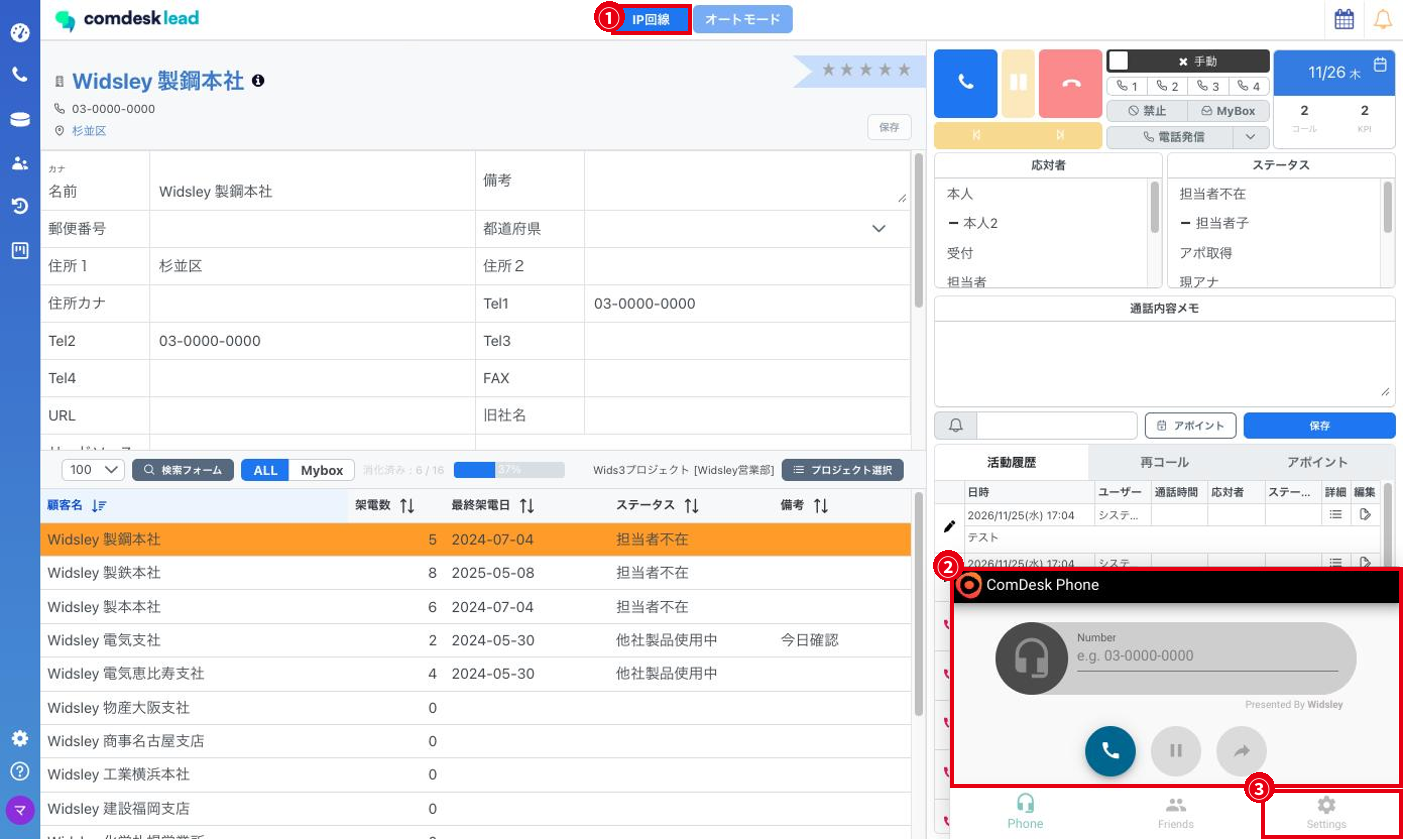 comdesk lead
1
IP回線
オートモード
Widsley 製鋼本社
03-0000-0000
杉並区
保存
カナ
名前
Widsley 製鋼本社
備考
郵便番号
都道府県
住所 1
杉並区
住所 2
住所カナ
Tel1
03-0000-0000
Tel2
03-0000-0000
Tel3
Tel4
FAX
URL
旧社名
100
検索フォーム
ALL
Mybox
消化済み : 6 / 16
37%
Wids3プロジェクト [Widsley営業部]
プロジェクト選択
顧客名
架電数
最終架電日
ステータス
備考
Widsley 製鋼本社 5 2024-07-04 担当者不在
Widsley 製鉄本社 8 2025-05-08 担当者不在
Widsley 製本本社 6 2024-07-04 担当者不在
Widsley 電気支社 2 2024-05-30 他社製品使用中 今日確認
Widsley 電気恵比寿支社 4 2024-05-30 他社製品使用中
Widsley 物産大阪支社 0
Widsley 商事名古屋支店 0
Widsley 工業横浜本社 0
Widsley 建設福岡支店 0
マ
手動
1
2
3
4
禁止
MyBox
電話発信
11/26 木
2
2
コール
KPI
応対者
ステータス
本人
ー 本人2
受付
担当者
担当者不在
ー 担当者子
アポ取得
現アナ
通話内容メモ
アポイント
保存
活動履歴
再コール
アポイント
日時
ユーザー
通話時間
応対者
ステー...
詳細
編集
2026/11/25(水) 17:04
システ...
テスト
2026/11/25(水) 17:04
システ...
2
ComDesk Phone
Number
e.g. 03-0000-0000
Presented By Widsley
3
Phone
Friends
Settings